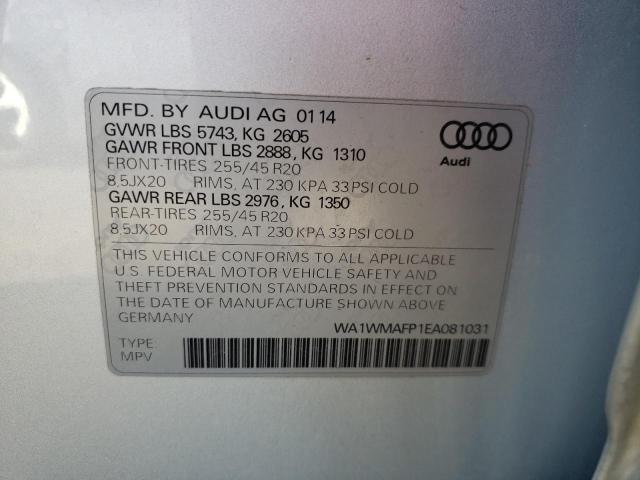 MFD. BY AUDI AG 01 14
GVWR LBS 5743, KG 2605
GAWR FRONT LBS 2888, KG 1310
FRONT-TIRES 255/45 R20
8,5JX20 RIMS, AT 230 KPA 33 PSI COLD
GAWR REAR LBS 2976, KG 1350
REAR-TIRES 255/45 R20
8,5JX20 RIMS, AT 230 KPA 33 PSI COLD
Audi
THIS VEHICLE CONFORMS TO ALL APPLICABLE
U.S. FEDERAL MOTOR VEHICLE SAFETY AND
THEFT PREVENTION STANDARDS IN EFFECT ON
THE DATE OF MANUFACTURE SHOWN ABOVE
GERMANY
WA1WMAFP1EA081031
TYPE:
MPV